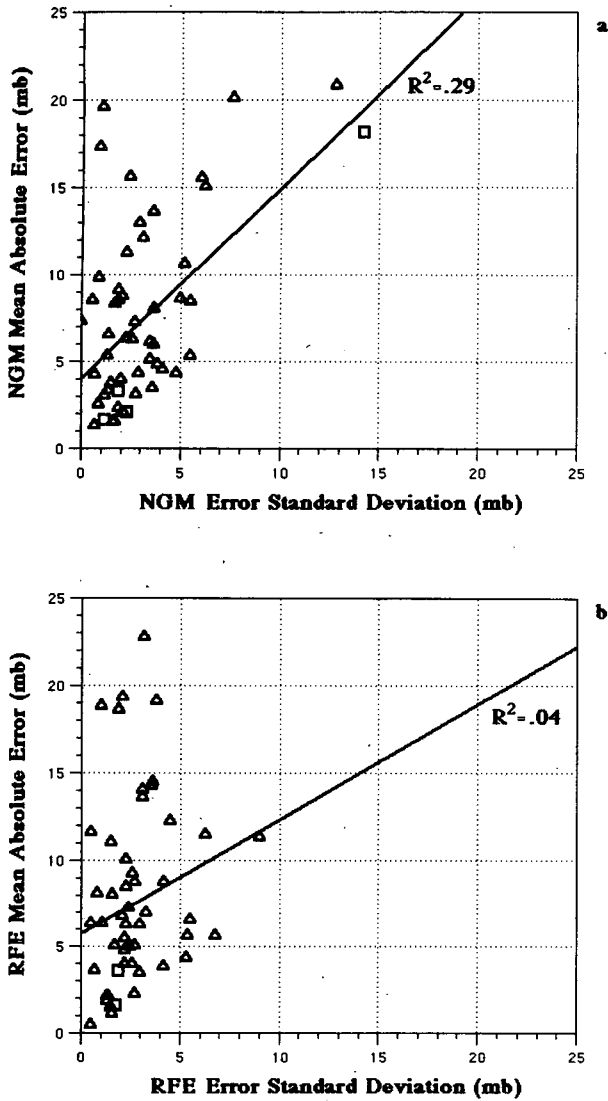 a
25
20
15
10
5
0
NGM Mean Absolute Error (mb)
R²=.29
0 5 10 15 20 25
NGM Error Standard Deviation (mb)
b
25
20
15
10
5
0
RFE Mean Absolute Error (mb)
R²=.04
0 5 10 15 20 25
RFE Error Standard Deviation (mb)